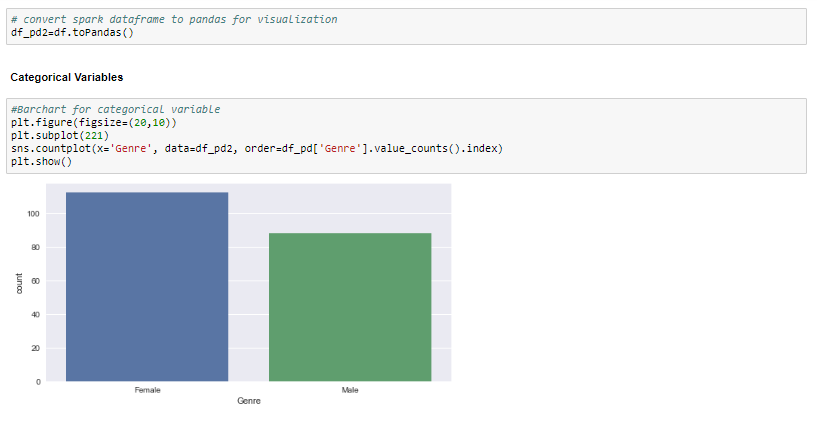 # convert spark dataframe to pandas for visualization
df_pd2=df.toPandas()
Categorical Variables
#Barchart for categorical variable
plt.figure(figsize=(20,10))
plt.subplot(221)
sns.countplot(x='Genre', data=df_pd2, order=df_pd['Genre'].value_counts().index)
plt.show()
100
80
60
40
20
0
count
Female
Male
Genre